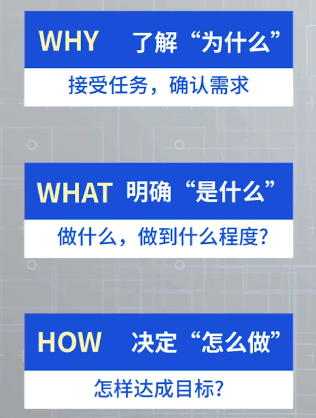 WHY 了解“为什么”
接受任务，确认需求
WHAT 明确“是什么”
做什么，做到什么程度?
HOW 决定“怎么做”
怎样达成目标?